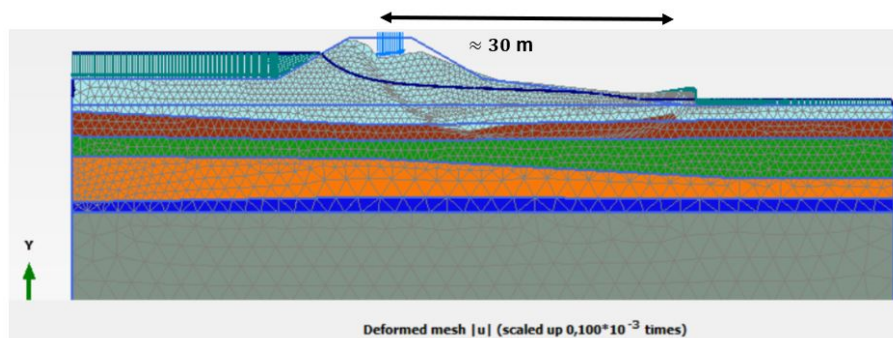 ≈ 30 m
Y
Deformed mesh |u| (scaled up 0,100*10⁻³ times)